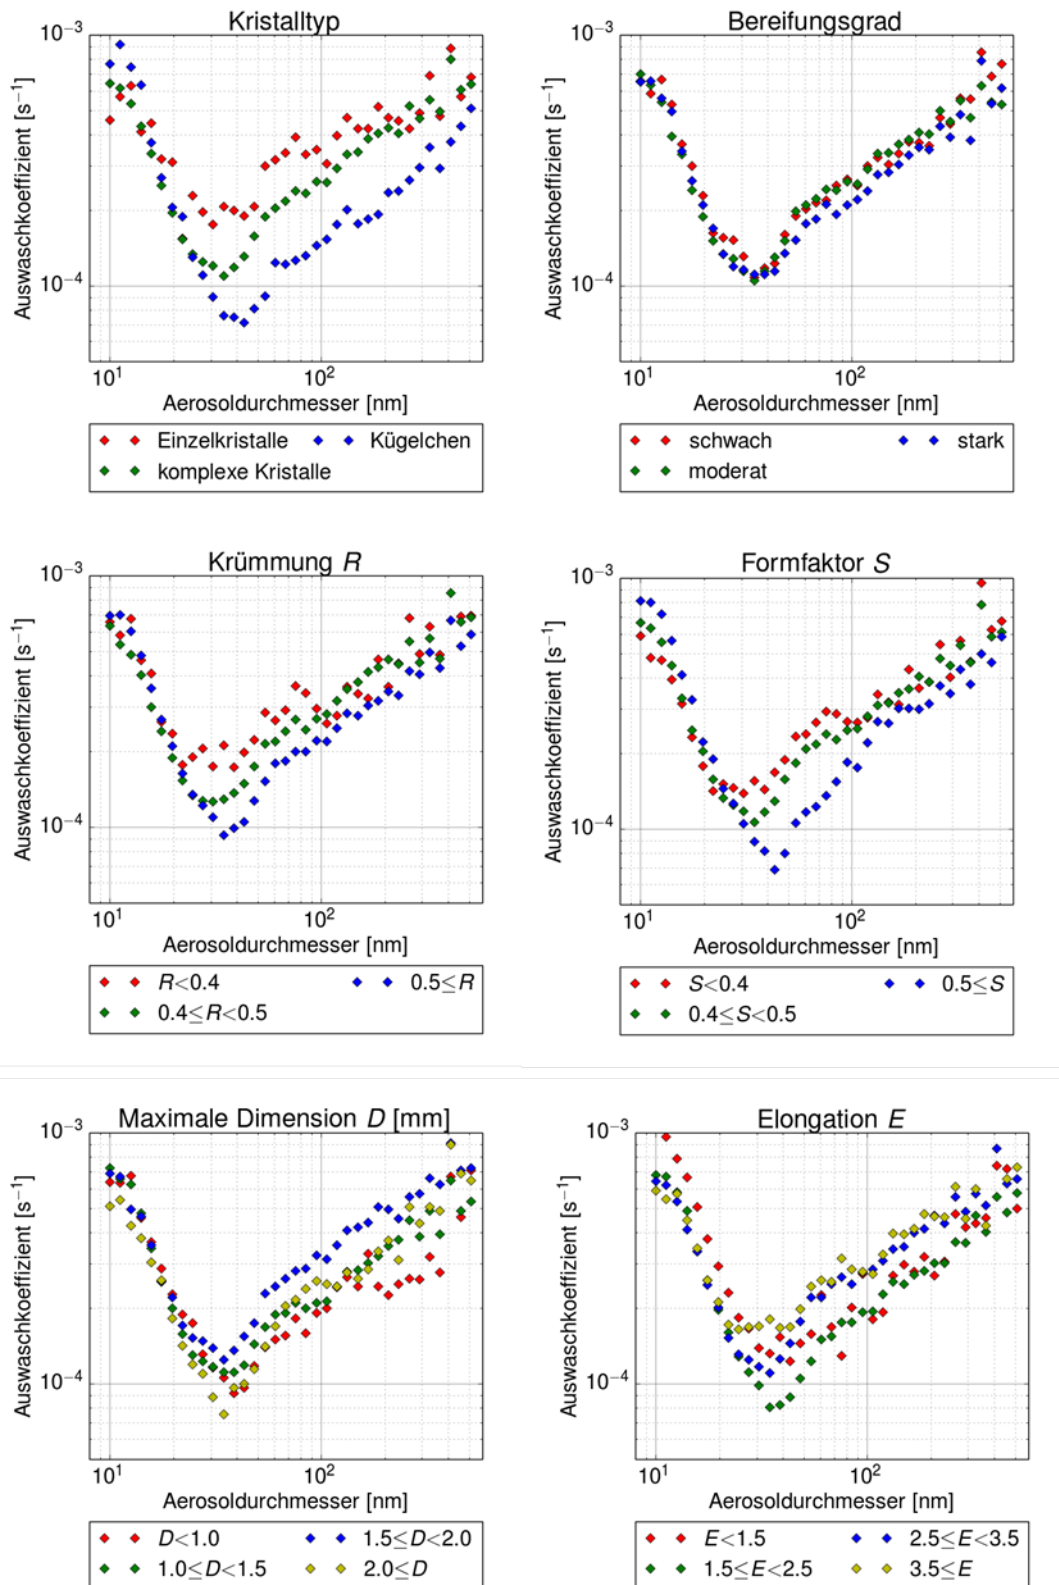 Kristalltyp
10⁻³
10⁻⁴
Auswaschkoeffizient [s⁻¹]
10¹
10²
Aerosoldurchmesser [nm]
Einzelkristalle
Kügelchen
komplexe Kristalle
Bereifungsgrad
10⁻³
10⁻⁴
Auswaschkoeffizient [s⁻¹]
10¹
10²
Aerosoldurchmesser [nm]
schwach
stark
moderat
Krümmung R
10⁻³
10⁻⁴
Auswaschkoeffizient [s⁻¹]
10¹
10²
Aerosoldurchmesser [nm]
R<0.4
0.5≤R
0.4≤R<0.5
Formfaktor S
10⁻³
10⁻⁴
Auswaschkoeffizient [s⁻¹]
10¹
10²
Aerosoldurchmesser [nm]
S<0.4
0.5≤S
0.4≤S<0.5
Maximale Dimension D [mm]
10⁻³
10⁻⁴
Auswaschkoeffizient [s⁻¹]
10¹
10²
Aerosoldurchmesser [nm]
D<1.0
1.5≤D<2.0
1.0≤D<1.5
2.0≤D
Elongation E
10⁻³
10⁻⁴
Auswaschkoeffizient [s⁻¹]
10¹
10²
Aerosoldurchmesser [nm]
E<1.5
2.5≤E<3.5
1.5≤E<2.5
3.5≤E